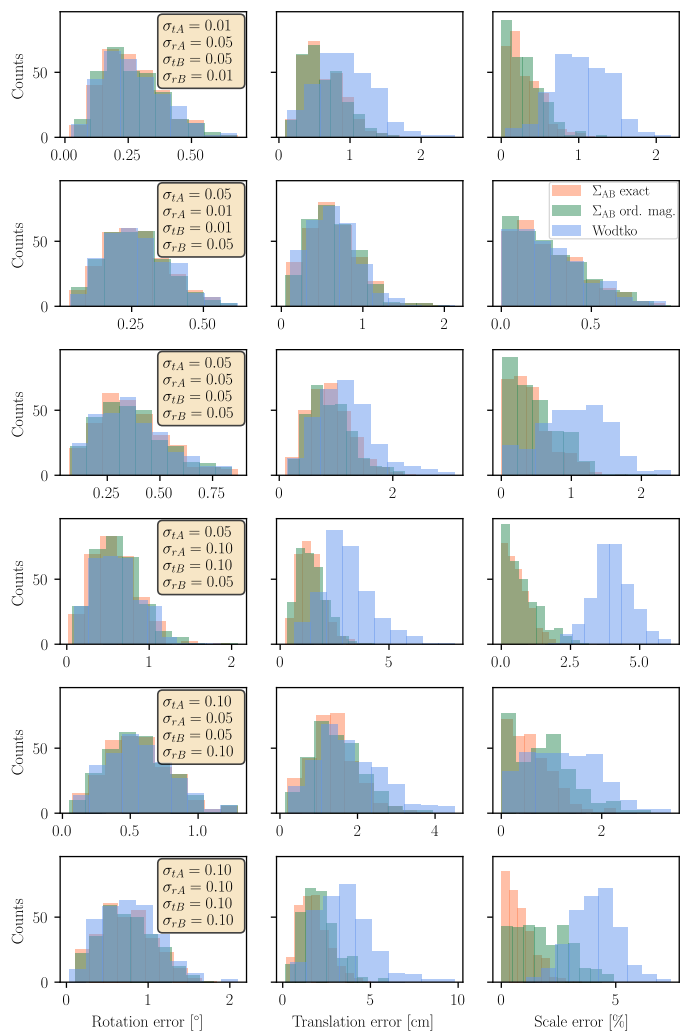 σtA = 0.01
σrA = 0.05
σtB = 0.05
σrB = 0.01
Counts
50
0
0.00 0.25 0.50
0 1 2
0 1 2
σtA = 0.05
σrA = 0.01
σtB = 0.01
σrB = 0.05
ΣAB exact
ΣAB ord. mag.
Wodtko
Counts
50
0
0.25 0.50
0 1 2
0.0 0.5
σtA = 0.05
σrA = 0.05
σtB = 0.05
σrB = 0.05
Counts
50
0
0.25 0.50 0.75
0 2
0 1 2
σtA = 0.05
σrA = 0.10
σtB = 0.10
σrB = 0.05
Counts
50
0
0 1 2
0 5
0.0 2.5 5.0
σtA = 0.10
σrA = 0.05
σtB = 0.05
σrB = 0.10
Counts
50
0
0.0 0.5 1.0
0 2 4
0 2
σtA = 0.10
σrA = 0.10
σtB = 0.10
σrB = 0.10
Counts
50
0
0 1 2
0 5 10
0 5
Rotation error [°]
Translation error [cm]
Scale error [%]